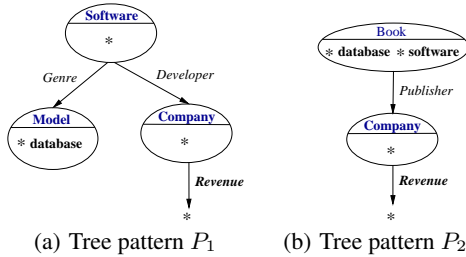 Software
*
Genre
Developer
Model
* database
Company
*
Revenue
*
(a) Tree pattern P1
Book
* database * software
Publisher
Company
*
Revenue
*
(b) Tree pattern P2